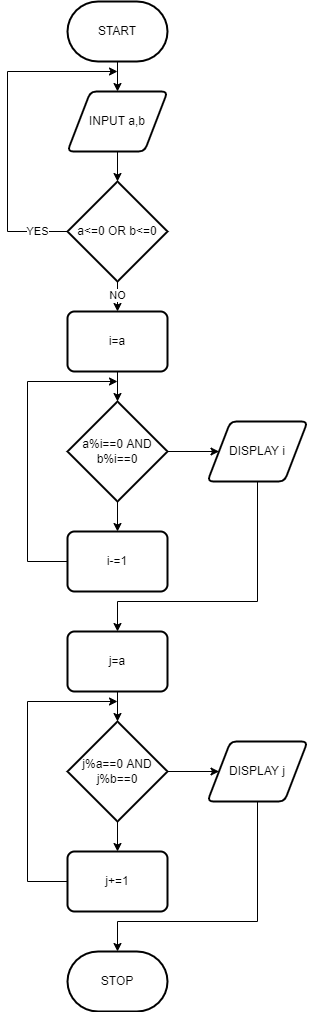 START
INPUT a,b
YES
a<=0 OR b<=0
NO
i=a
a%i==0 AND
b%i==0
DISPLAY i
i-=1
j=a
j%a==0 AND
j%b==0
DISPLAY j
j+=1
STOP